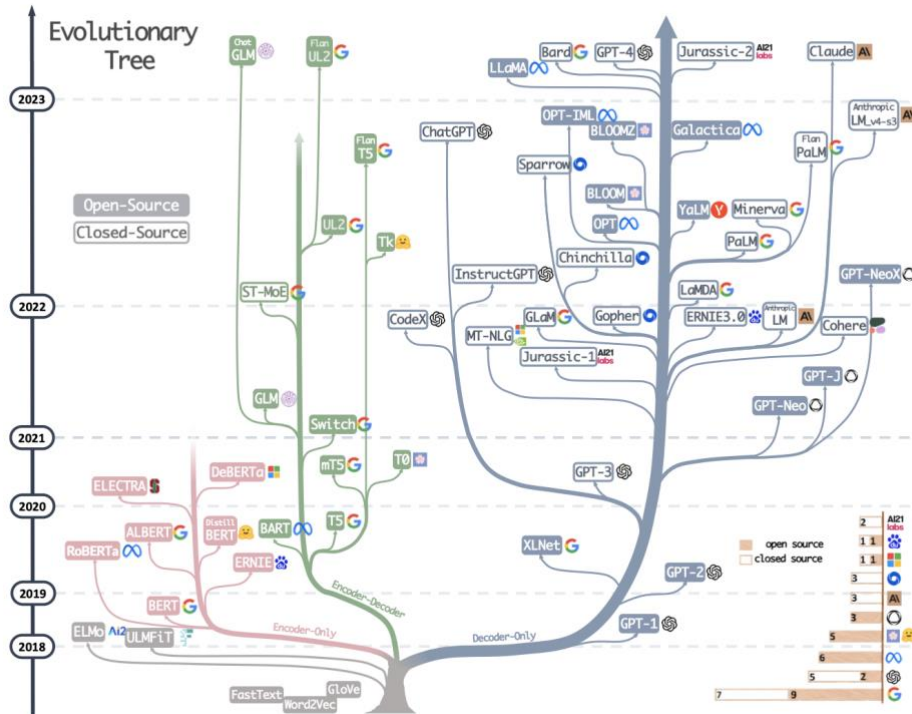 Evolutionary
Tree
2023
2022
2021
2020
2019
2018
Open-Source
Closed-Source
Chat
GLM
Flan
UL2
Flan
T5
UL2
Tk
ST-MoE
GLM
Switch
mT5
T0
BART
T5
Encoder-Decoder
DeBERTa
ELECTRA
ALBERT
Distill
BERT
RoBERTa
ERNIE
BERT
Encoder-Only
ELMo
AI2
ULMFiT
FastText
Word2Vec
GloVe
Bard
GPT-4
Jurassic-2
AI21
labs
Claude
A\
LLaMA
Anthropic
LM_v4-s3
A\
OPT-IML
ChatGPT
BLOOMZ
Galactica
Flan
PaLM
Sparrow
BLOOM
YaLM
Y
Minerva
OPT
PaLM
Chinchilla
InstructGPT
GPT-NeoX
LaMDA
CodeX
GLaM
Gopher
ERNIE3.0
Anthropic
LM
A\
Cohere
MT-NLG
Jurassic-1
AI21
labs
GPT-J
GPT-Neo
GPT-3
XLNet
GPT-2
GPT-1
Decoder-Only
open source
closed source
2
AI21
labs
1 1
1 1
3
3
A\
3
5
6
5 2
7 9